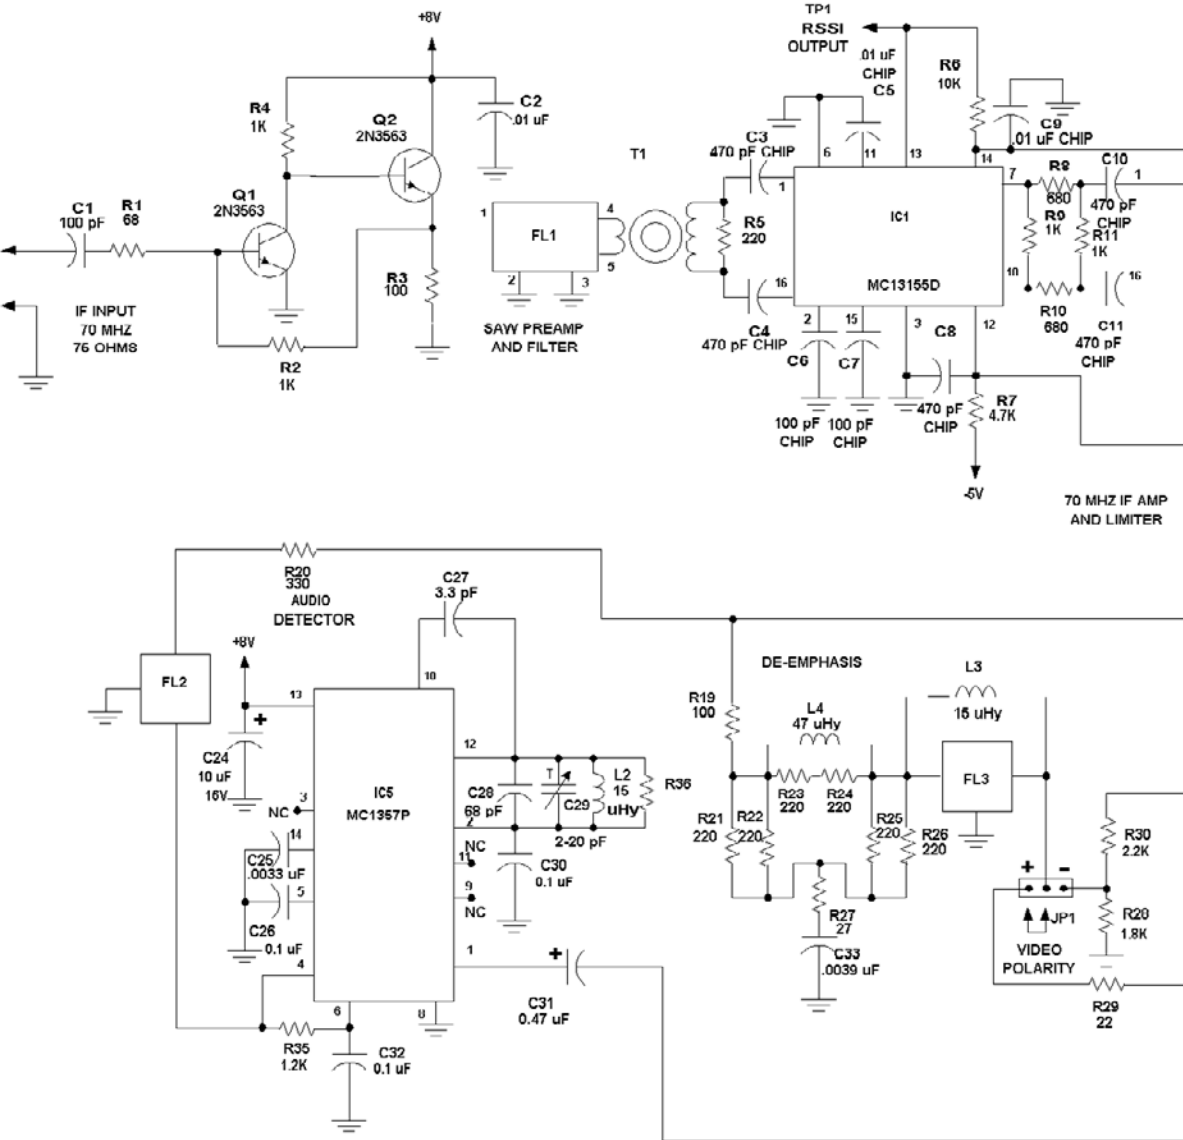 +8V
R4
1K
Q2
2N3563
C2
.01 uF
Q1
2N3563
C1
100 pF
R1
68
R3
100
R2
1K
IF INPUT
70 MHZ
75 OHMS
1
FL1
4
5
2
3
SAW PREAMP
AND FILTER
T1
TP1
RSSI
OUTPUT
.01 uF
CHIP
C5
R6
10K
C9
.01 uF CHIP
C3
470 pF CHIP
1
6
11
13
14
7
R5
220
IC1
MC13155D
16
10
C4
470 pF CHIP
2
15
3
12
C6
C7
C8
100 pF
CHIP
100 pF
CHIP
470 pF
CHIP
R7
4.7K
-5V
R8
680
R9
1K
R11
1K
C10
1
470 pF
CHIP
R10
680
16
C11
470 pF
CHIP
70 MHZ IF AMP
AND LIMITER
R20
330
AUDIO
DETECTOR
C27
3.3 pF
FL2
+8V
13
10
+
C24
10 uF
16V
3
NC
14
C25
.0033 uF
5
C26
0.1 uF
4
IC5
MC1357P
12
C28
68 pF
T
C29
L2
15
uHy
R36
2
2-20 pF
NC
11
9
NC
C30
0.1 uF
1
+
C31
0.47 uF
6
8
R35
1.2K
C32
0.1 uF
DE-EMPHASIS
R19
100
L4
47 uHy
L3
15 uHy
FL3
R23
220
R24
220
R21
220
R22
220
R25
220
R26
220
R27
27
C33
.0039 uF
+
-
JP1
VIDEO
POLARITY
R30
2.2K
R28
1.8K
R29
22